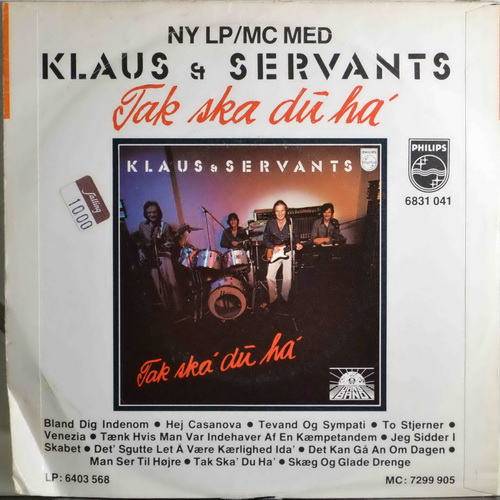 NY LP/MC MED
KLAUS & SERVANTS
Tak ska dū ha´
PHILIPS
6831 041
Salling
1000
KLAUS & SERVANTS
Tak ska´ dū ha´
Bland Dig Indenom • Hej Casanova • Tevand Og Sympati • To Stjerner •
Venezia • Tænk Hvis Man Var Indehaver Af En Kæmpetandem • Jeg Sidder I
Skabet • Det' Sgutte Let Å Være Kærlighed Ida' • Det Kan Gå An Om Dagen •
Man Ser Til Højre • Tak Ska' Du Ha' • Skæg Og Glade Drenge
LP: 6403 568
MC: 7299 905